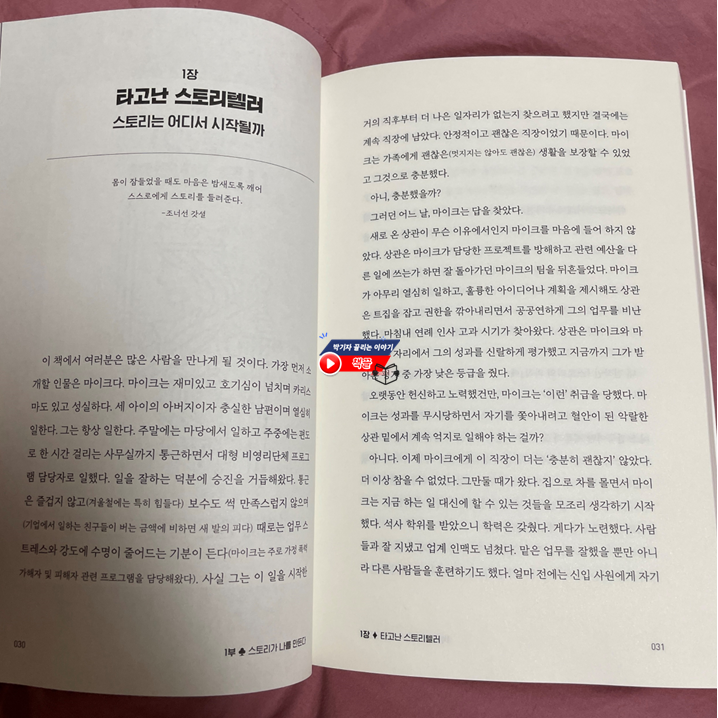 1장
타고난 스토리텔러
스토리는 어디서 시작될까
몸이 잠들었을 때도 마음은 밤새도록 깨어
스스로에게 스토리를 들려준다.
-조너선 갓셜
이 책에서 여러분은 많은 사람을 만나게 될 것이다. 가장 먼저 소
개할 인물은 마이크다. 마이크는 재미있고 호기심이 넘치며 카리스
마도 있고 성실하다. 세 아이의 아버지이자 충실한 남편이며 열심히
일한다. 그는 항상 일한다. 주말에는 마당에서 일하고 주중에는 편도
로 한 시간 걸리는 사무실까지 통근하면서 대형 비영리단체 프로그
램 담당자로 일했다. 일을 잘하는 덕분에 승진을 거듭해왔다. 통근
은 즐겁지 않고(겨울철에는 특히 힘들다) 보수도 썩 만족스럽지 않으며
(기업에서 일하는 친구들이 버는 금액에 비하면 새 발의 피다) 때로는 업무 스
트레스와 강도에 수명이 줄어드는 기분이 든다(마이크는 주로 가정 폭력
가해자 및 피해자 관련 프로그램을 담당해왔다). 사실 그는 이 일을 시작한
030
1부 ♣ 스토리가 나를 만든다
거의 직후부터 더 나은 일자리가 없는지 찾으려고 했지만 결국에는
계속 직장에 남았다. 안정적이고 괜찮은 직장이었기 때문이다. 마이
크는 가족에게 괜찮은(멋지지는 않아도 괜찮은) 생활을 보장할 수 있었
고 그것으로 충분했다.
아니, 충분했을까?
그러던 어느 날, 마이크는 답을 찾았다.
새로 온 상관이 무슨 이유에서인지 마이크를 마음에 들어 하지 않
았다. 상관은 마이크가 담당한 프로젝트를 방해하고 관련 예산을 다
른 일에 쓰는가 하면 잘 돌아가던 마이크의 팀을 뒤흔들었다. 마이크
가 아무리 열심히 일하고, 훌륭한 아이디어나 계획을 제시해도 상관
은 트집을 잡고 권한을 깎아내리면서 공공연하게 그의 업무를 비난
했다. 마침내 연례 인사 고과 시기가 찾아왔다. 상관은 마이크와 마
자리에서 그의 성과를 신랄하게 평가했고 지금까지 그가 받
중 가장 낮은 등급을 줬다.
박기자 끌리는 이야기
책끌
오랫동안 헌신하고 노력했건만, 마이크는 '이런' 취급을 당했다. 마
이크는 성과를 무시당하면서 자기를 쫓아내려고 혈안이 된 악랄한
상관 밑에서 계속 억지로 일해야 하는 걸까?
아니다. 이제 마이크에게 이 직장이 더는 '충분히 괜찮지' 않았다.
더 이상 참을 수 없었다. 그만둘 때가 왔다. 집으로 차를 몰면서 마이
크는 지금 하는 일 대신에 할 수 있는 것들을 모조리 생각하기 시작
했다. 석사 학위를 받았으니 학력은 갖췄다. 게다가 노련했다. 사람
들과 잘 지냈고 업계 인맥도 넘쳤다. 맡은 업무를 잘했을 뿐만 아니
라 다른 사람들을 훈련하기도 했다. 얼마 전에는 신입 사원에게 자기
1장 ♦ 타고난 스토리텔러
031